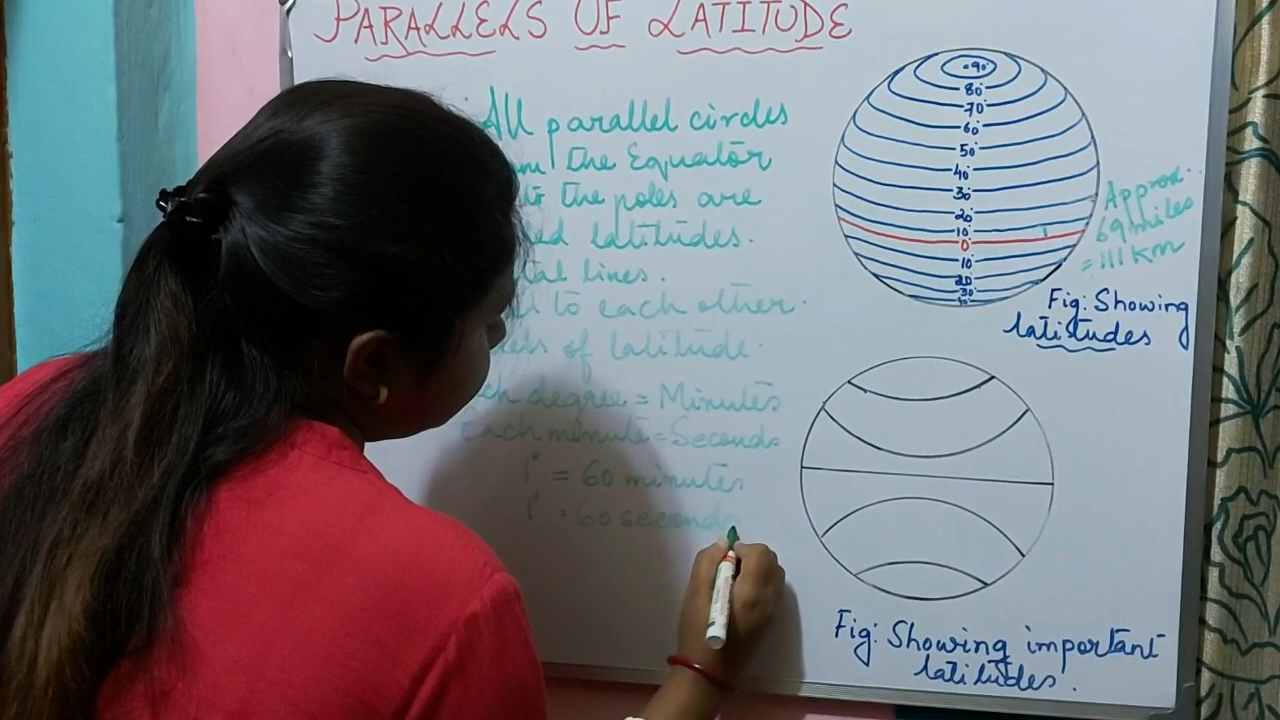 PARALLELS OF LATITUDE
All parallel circles
the Equator
the poles are
latitudes.
lines.
to each other.
of latitude.
degree = Minutes
Each minute = Seconds
1° = 60 minutes
1' = 60 seconds
90°
80°
70°
60°
50°
40°
30°
20°
10°
0°
10°
20°
30°
Approx.
69 miles
= 111 km
Fig: Showing
latitudes
Fig: Showing important
latitudes.